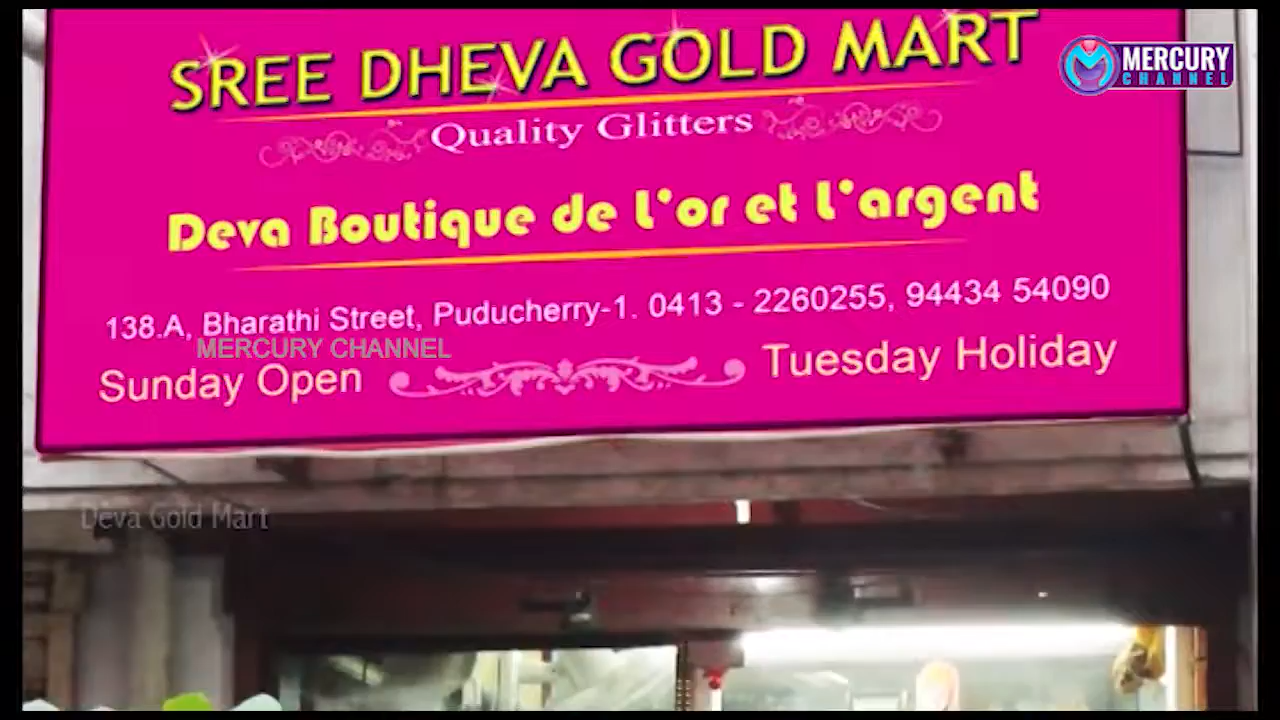 SREE DHEVA GOLD MART
MERCURY
CHANNEL
Quality Glitters
Deva Boutique de L'or et L'argent
138.A, Bharathi Street, Puducherry-1. 0413 - 2260255, 94434 54090
MERCURY CHANNEL
Sunday Open
Tuesday Holiday
Deva Gold Mart